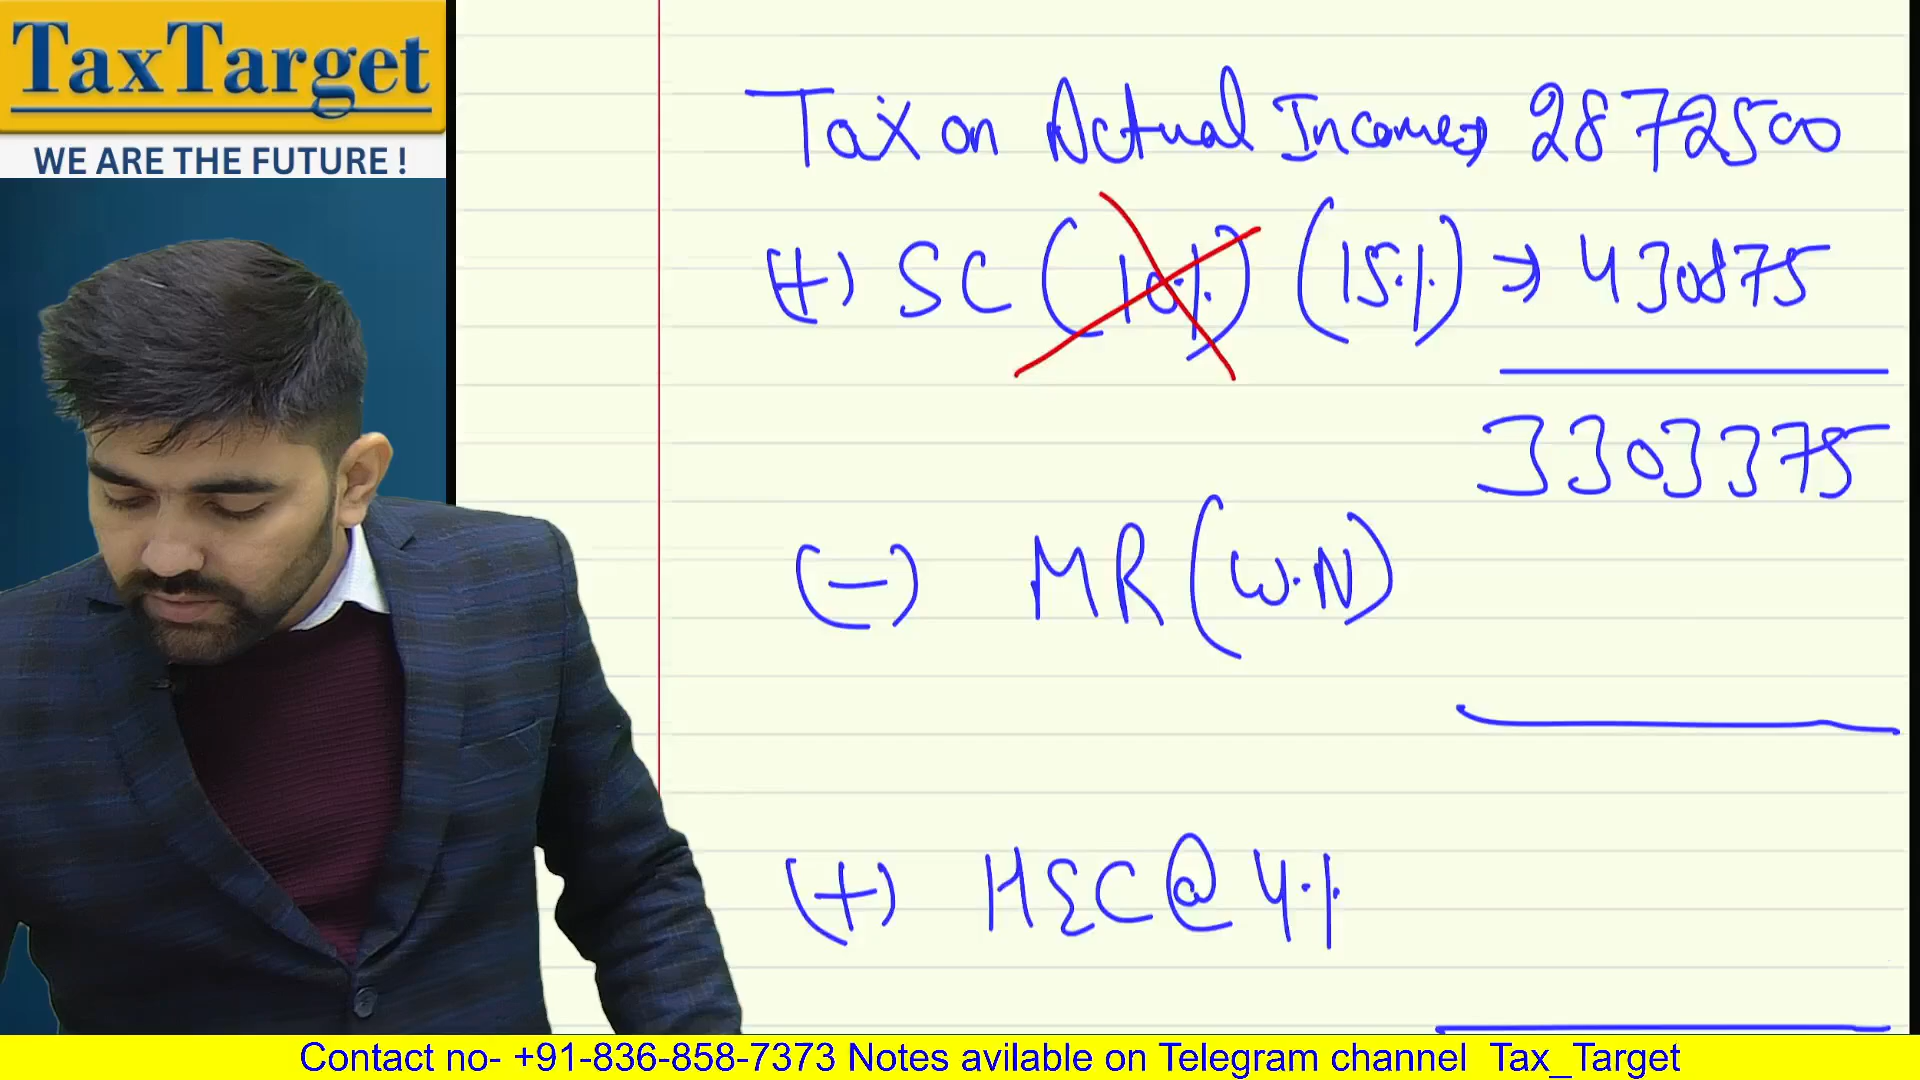 TaxTarget
WE ARE THE FUTURE !
Tax on Actual Income → 2872500
(+) SC (10%) (15%) → 430875
3303375
(-) MR (W.N)
(+) H&C @ 4%
Contact no- +91-836-858-7373 Notes avilable on Telegram channel Tax_Target